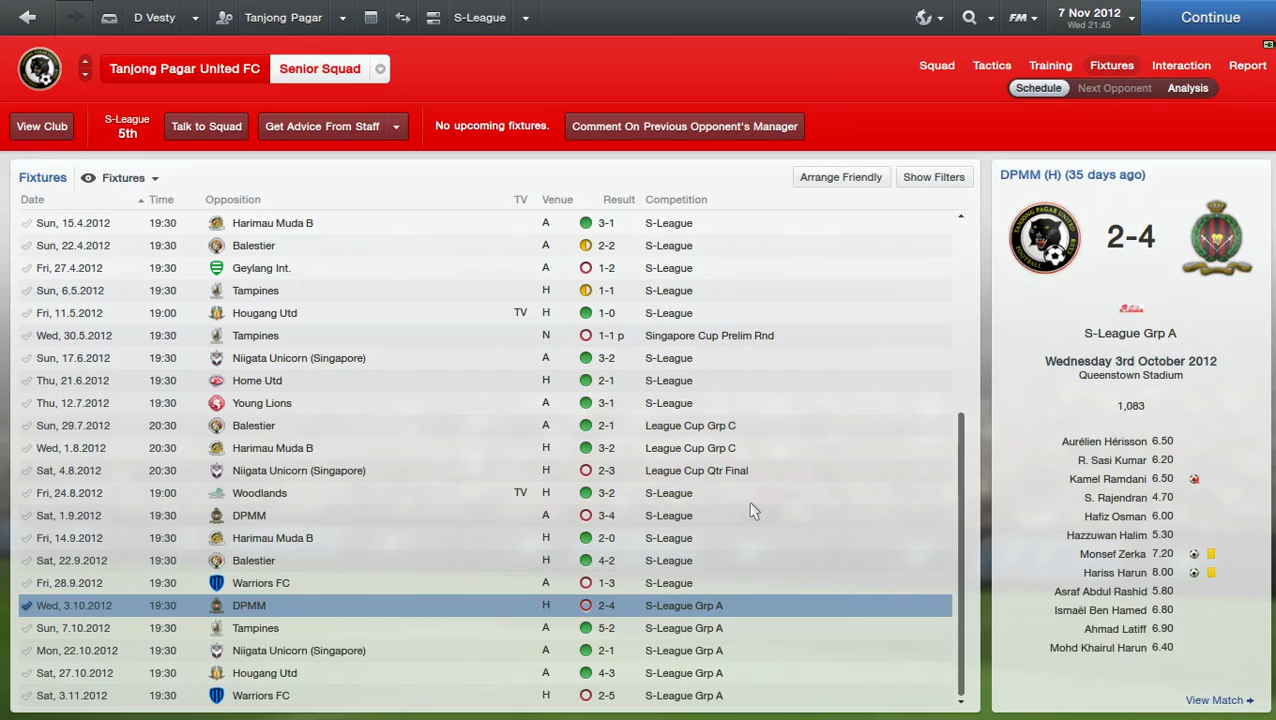 D Vesty Tanjong Pagar S-League FM 7 Nov 2012 Wed 21:45 Continue
Tanjong Pagar United FC Senior Squad Squad Tactics Training Fixtures Interaction Report
Schedule Next Opponent Analysis
View Club S-League 5th Talk to Squad Get Advice From Staff No upcoming fixtures. Comment On Previous Opponent's Manager
Fixtures Fixtures Arrange Friendly Show Filters
Date Time Opposition TV Venue Result Competition
Sun, 15.4.2012 19:30 Harimau Muda B A 3-1 S-League
Sun, 22.4.2012 19:30 Balestier A 2-2 S-League
Fri, 27.4.2012 19:30 Geylang Int. A 1-2 S-League
Sun, 6.5.2012 19:30 Tampines H 1-1 S-League
Fri, 11.5.2012 19:00 Hougang Utd TV H 1-0 S-League
Wed, 30.5.2012 19:30 Tampines N 1-1 p Singapore Cup Prelim Rnd
Sun, 17.6.2012 19:30 Niigata Unicorn (Singapore) A 3-2 S-League
Thu, 21.6.2012 19:30 Home Utd H 2-1 S-League
Thu, 12.7.2012 19:30 Young Lions A 3-1 S-League
Sun, 29.7.2012 20:30 Balestier A 2-1 League Cup Grp C
Wed, 1.8.2012 20:30 Harimau Muda B H 3-2 League Cup Grp C
Sat, 4.8.2012 20:30 Niigata Unicorn (Singapore) H 2-3 League Cup Qtr Final
Fri, 24.8.2012 19:00 Woodlands TV H 3-2 S-League
Sat, 1.9.2012 19:30 DPMM A 3-4 S-League
Fri, 14.9.2012 19:30 Harimau Muda B H 2-0 S-League
Sat, 22.9.2012 19:30 Balestier H 4-2 S-League
Fri, 28.9.2012 19:30 Warriors FC A 1-3 S-League
Wed, 3.10.2012 19:30 DPMM H 2-4 S-League Grp A
Sun, 7.10.2012 19:30 Tampines A 5-2 S-League Grp A
Mon, 22.10.2012 19:30 Niigata Unicorn (Singapore) A 2-1 S-League Grp A
Sat, 27.10.2012 19:30 Hougang Utd A 4-3 S-League Grp A
Sat, 3.11.2012 19:30 Warriors FC H 2-5 S-League Grp A
DPMM (H) (35 days ago)
2-4
S-League Grp A
Wednesday 3rd October 2012
Queenstown Stadium
1,083
Aurélien Hérisson 6.50
R. Sasi Kumar 6.20
Kamel Ramdani 6.50
S. Rajendran 4.70
Hafiz Osman 6.00
Hazzuwan Halim 5.30
Monsef Zerka 7.20
Hariss Harun 8.00
Asraf Abdul Rashid 5.80
Ismaël Ben Hamed 6.80
Ahmad Latiff 6.90
Mohd Khairul Harun 6.40
View Match